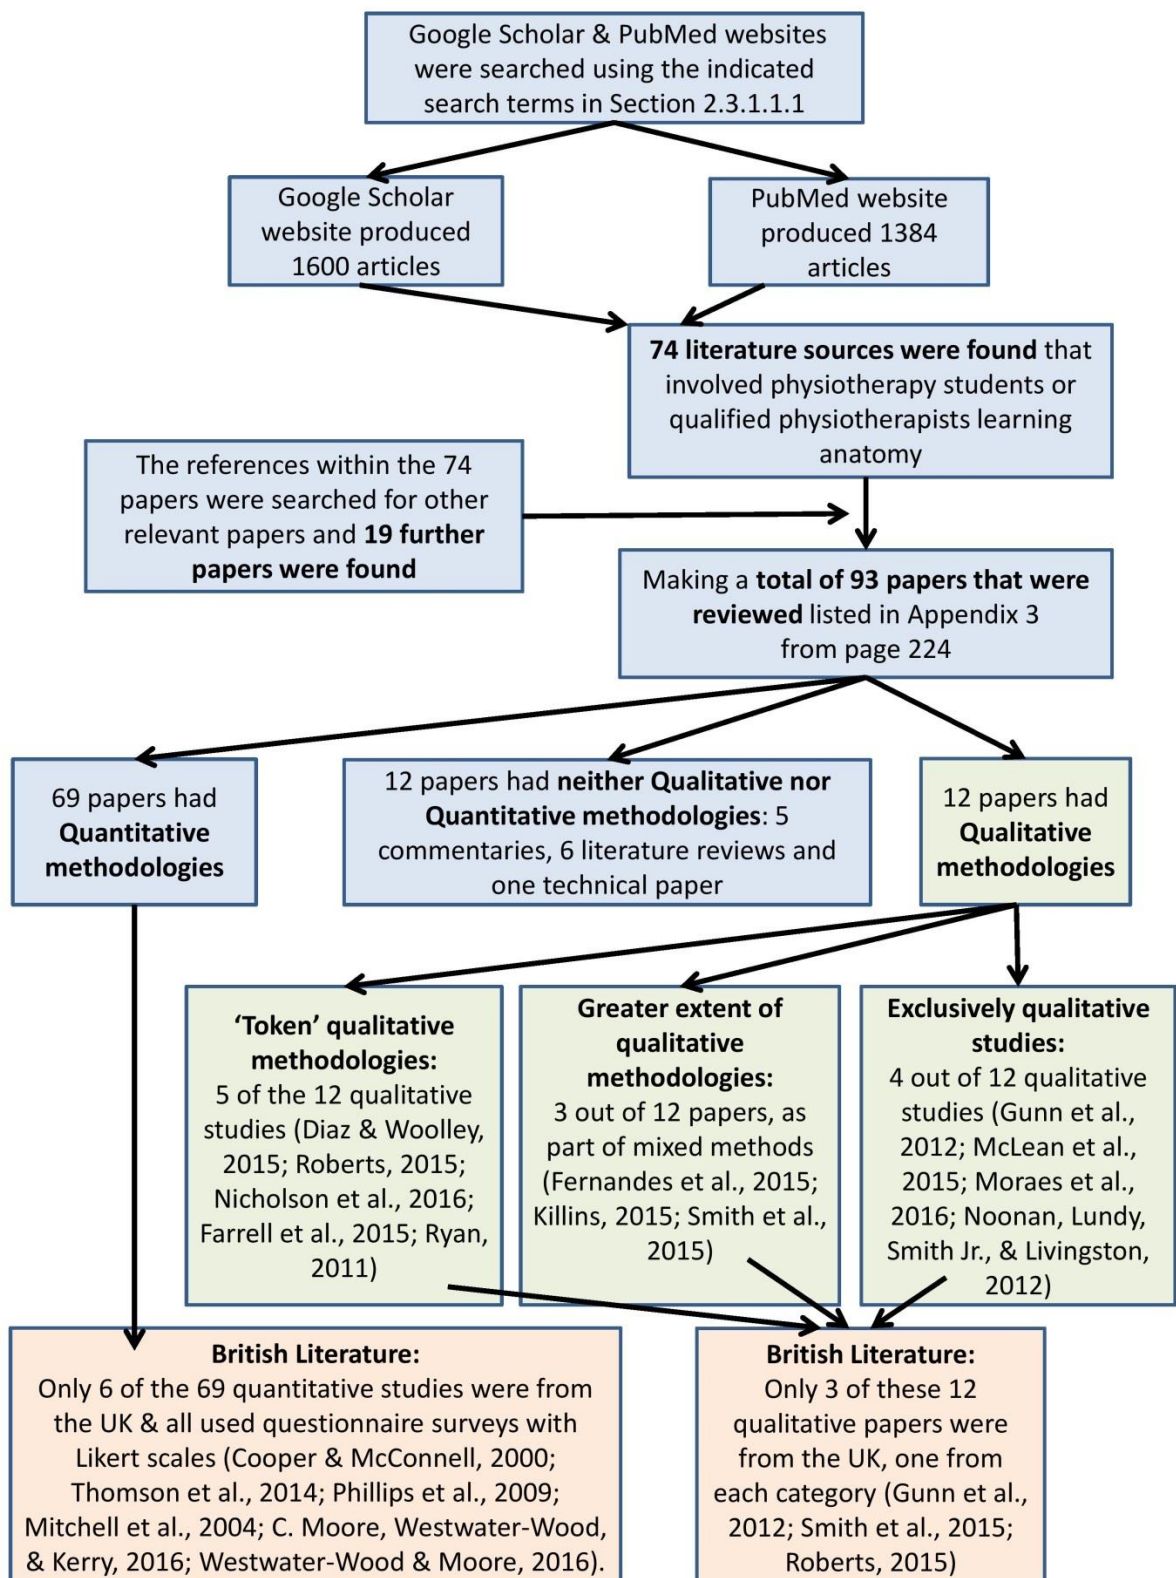 Google Scholar & PubMed websites
were searched using the indicated
search terms in Section 2.3.1.1.1
Google Scholar
website produced
1600 articles
PubMed website
produced 1384
articles
74 literature sources were found that
involved physiotherapy students or
qualified physiotherapists learning
anatomy
The references within the 74
papers were searched for other
relevant papers and 19 further
papers were found
Making a total of 93 papers that were
reviewed listed in Appendix 3
from page 224
69 papers had
Quantitative
methodologies
12 papers had neither Qualitative nor
Quantitative methodologies: 5
commentaries, 6 literature reviews and
one technical paper
12 papers had
Qualitative
methodologies
‘Token’ qualitative
methodologies:
5 of the 12 qualitative
studies (Diaz & Woolley,
2015; Roberts, 2015;
Nicholson et al., 2016;
Farrell et al., 2015; Ryan,
2011)
Greater extent of
qualitative
methodologies:
3 out of 12 papers, as
part of mixed methods
(Fernandes et al., 2015;
Killins, 2015; Smith et al.,
2015)
Exclusively qualitative
studies:
4 out of 12 qualitative
studies (Gunn et al.,
2012; McLean et al.,
2015; Moraes et al.,
2016; Noonan, Lundy,
Smith Jr., & Livingston,
2012)
British Literature:
Only 6 of the 69 quantitative studies were from
the UK & all used questionnaire surveys with
Likert scales (Cooper & McConnell, 2000;
Thomson et al., 2014; Phillips et al., 2009;
Mitchell et al., 2004; C. Moore, Westwater-Wood,
& Kerry, 2016; Westwater-Wood & Moore, 2016).
British Literature:
Only 3 of these 12
qualitative papers were
from the UK, one from
each category (Gunn et al.,
2012; Smith et al., 2015;
Roberts, 2015)